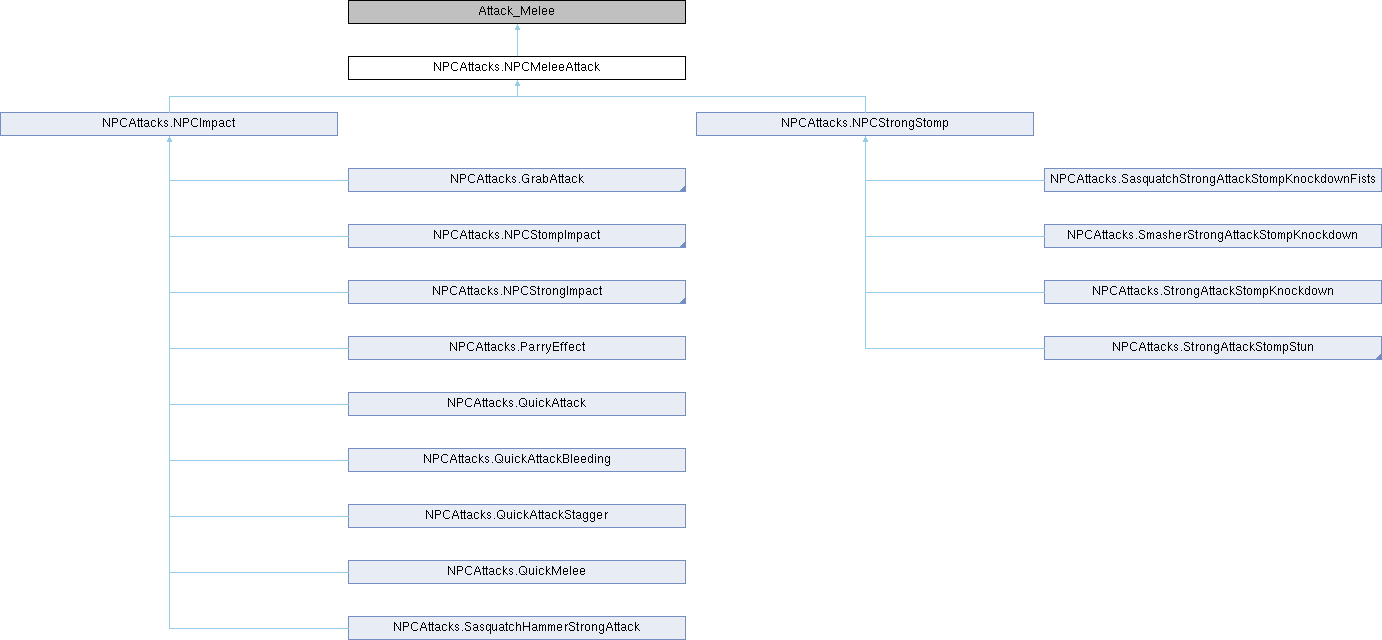 Attack_Melee
NPCAttacks.NPCMeleeAttack
NPCAttacks.NPCImpact
NPCAttacks.NPCStrongStomp
NPCAttacks.GrabAttack
NPCAttacks.SasquatchStrongAttackStompKnockdownFists
NPCAttacks.NPCStompImpact
NPCAttacks.SmasherStrongAttackStompKnockdown
NPCAttacks.NPCStrongImpact
NPCAttacks.StrongAttackStompKnockdown
NPCAttacks.ParryEffect
NPCAttacks.StrongAttackStompStun
NPCAttacks.QuickAttack
NPCAttacks.QuickAttackBleeding
NPCAttacks.QuickAttackStagger
NPCAttacks.QuickMelee
NPCAttacks.SasquatchHammerStrongAttack